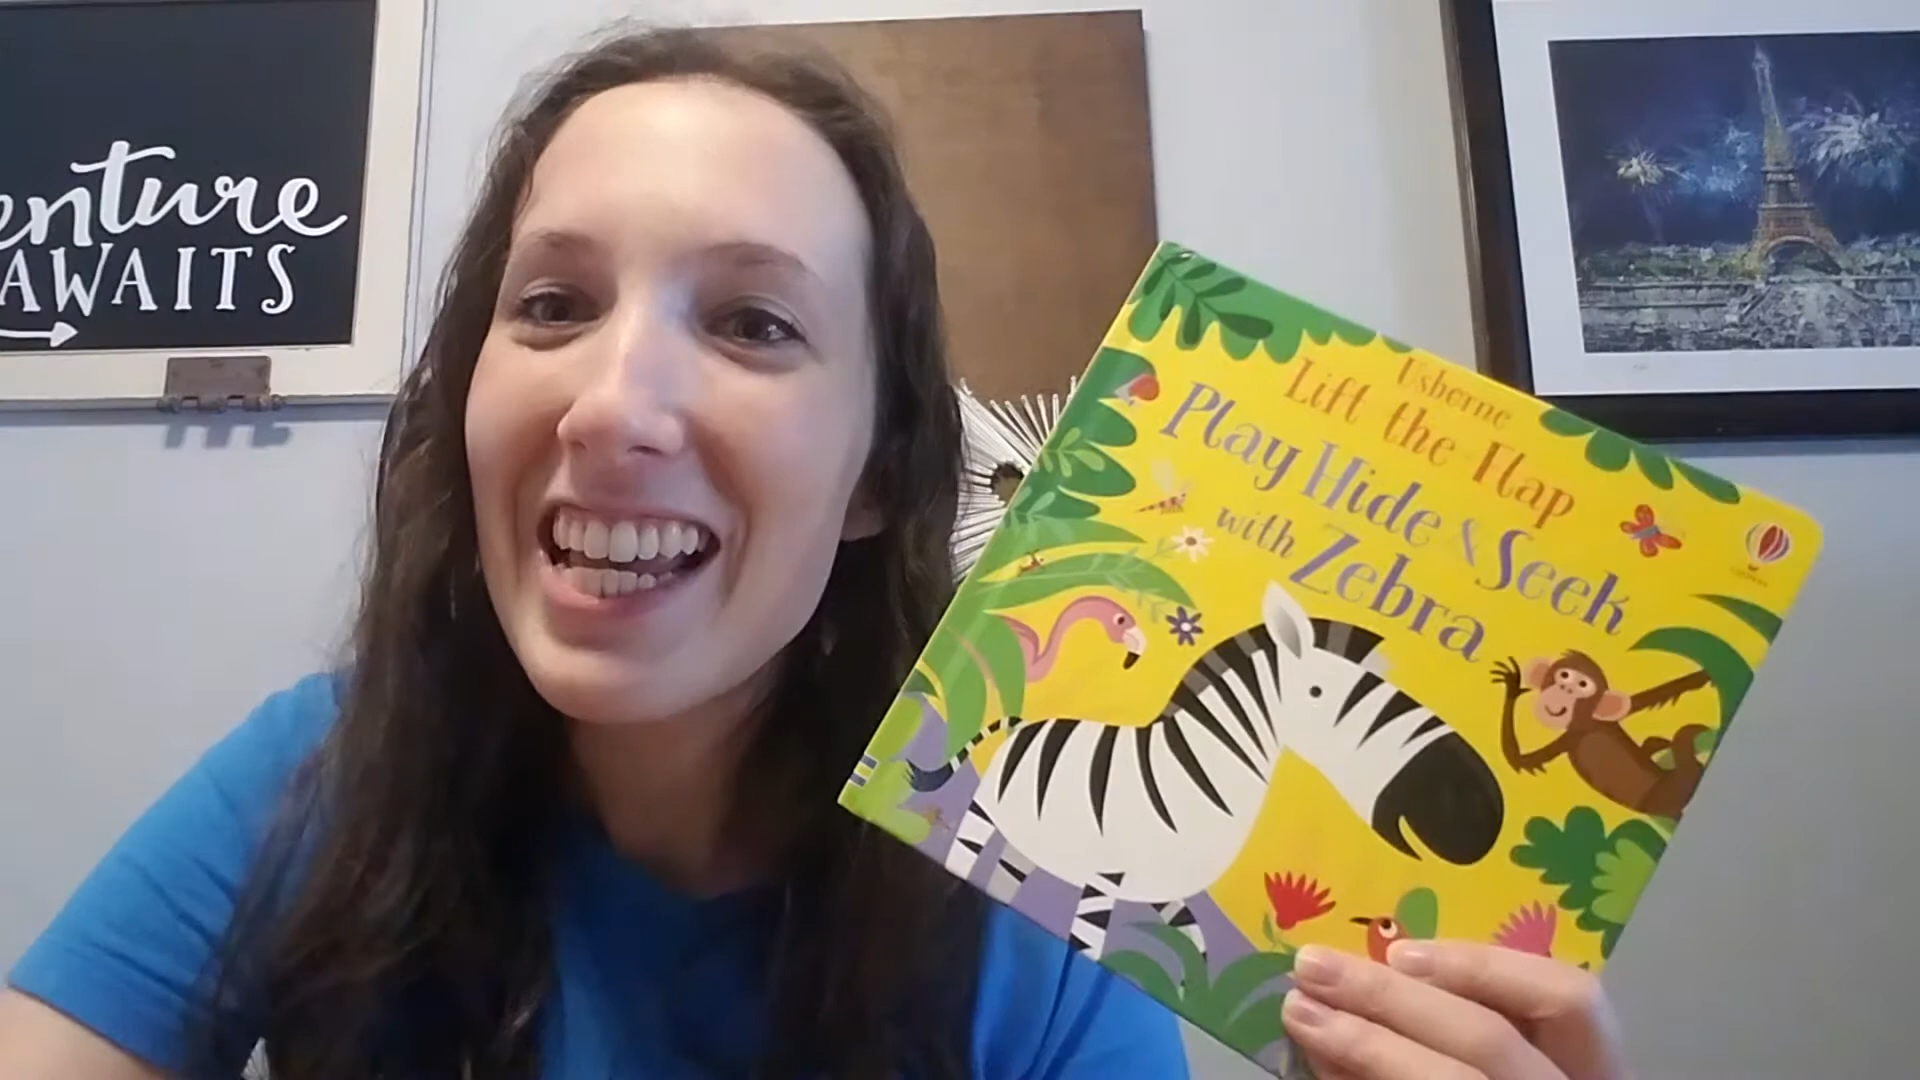 enture
AWAITS
Usborne
Lift the Flap
Play Hide & Seek
with Zebra